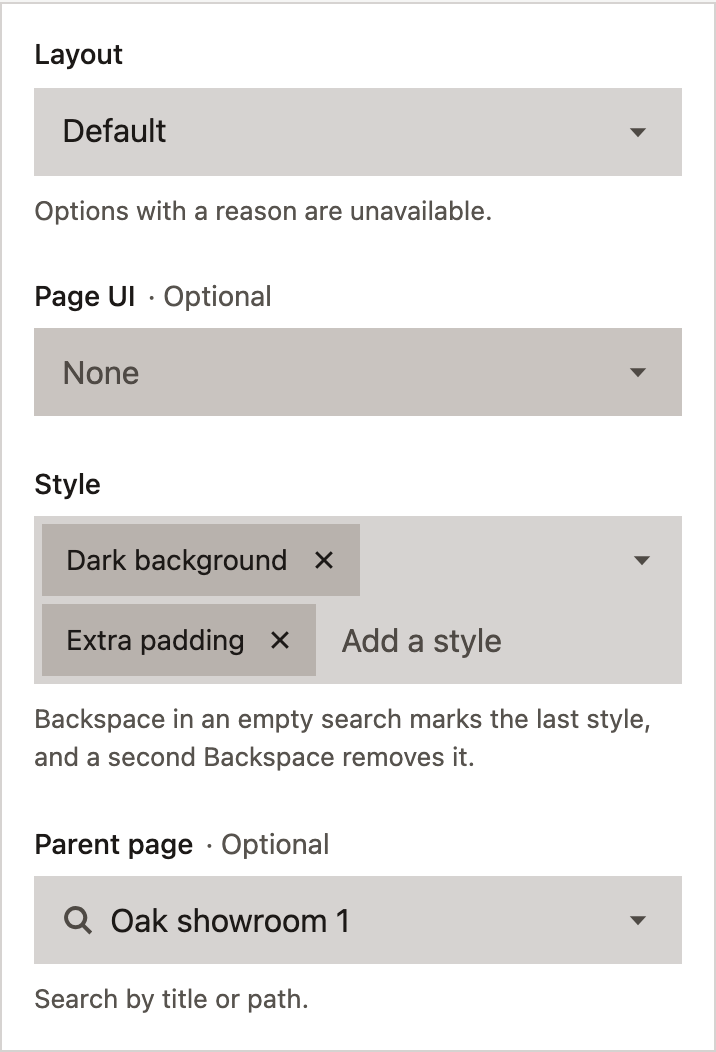 Layout
Default
Options with a reason are unavailable.
Page UI · Optional
None
Style
Dark background ✕
Extra padding ✕ Add a style
Backspace in an empty search marks the last style,
and a second Backspace removes it.
Parent page · Optional
Oak showroom 1
Search by title or path.